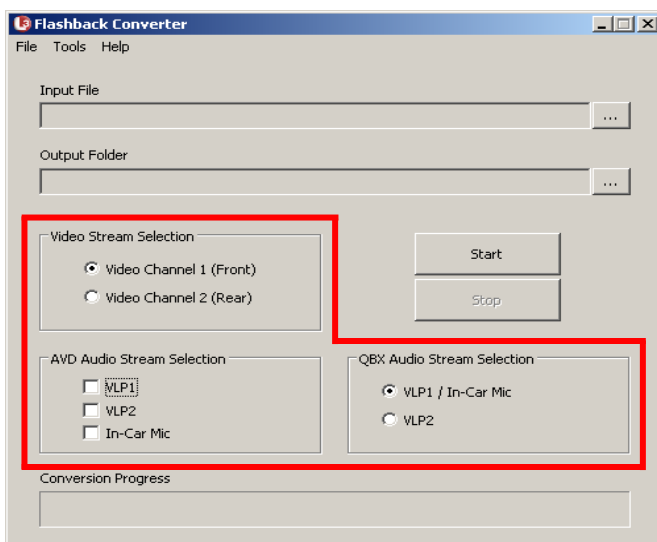 Flashback Converter
File Tools Help
Input File
...
Output Folder
...
Video Stream Selection
Video Channel 1 (Front)
Video Channel 2 (Rear)
Start
Stop
AVD Audio Stream Selection
VLP1
VLP2
In-Car Mic
QBX Audio Stream Selection
VLP1 / In-Car Mic
VLP2
Conversion Progress